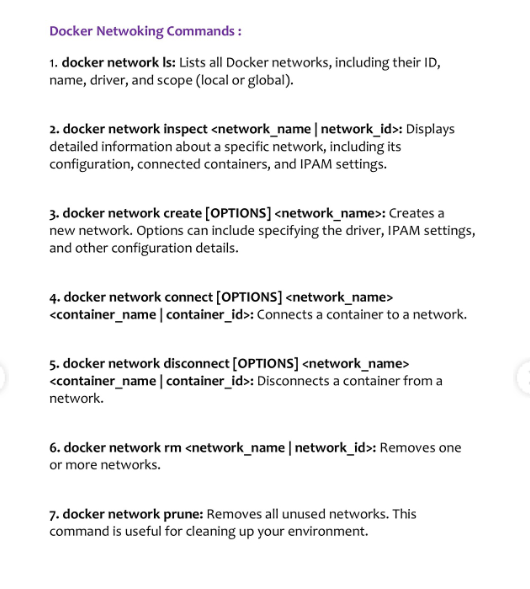 Docker Netwoking Commands :
1. docker network ls: Lists all Docker networks, including their ID,
name, driver, and scope (local or global).
2. docker network inspect <network_name | network_id>: Displays
detailed information about a specific network, including its
configuration, connected containers, and IPAM settings.
3. docker network create [OPTIONS] <network_name>: Creates a
new network. Options can include specifying the driver, IPAM settings,
and other configuration details.
4. docker network connect [OPTIONS] <network_name>
<container_name | container_id>: Connects a container to a network.
5. docker network disconnect [OPTIONS] <network_name>
<container_name | container_id>: Disconnects a container from a
network.
6. docker network rm <network_name | network_id>: Removes one
or more networks.
7. docker network prune: Removes all unused networks. This
command is useful for cleaning up your environment.